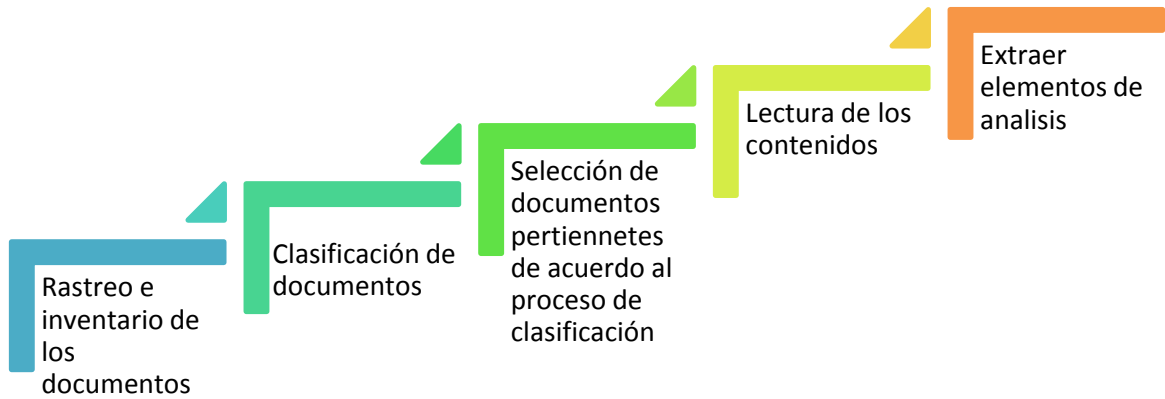 Rastreo e
inventario de
los
documentos
Clasificación de
documentos
Selección de
documentos
pertiennetes
de acuerdo al
proceso de
clasificación
Lectura de los
contenidos
Extraer
elementos de
analisis